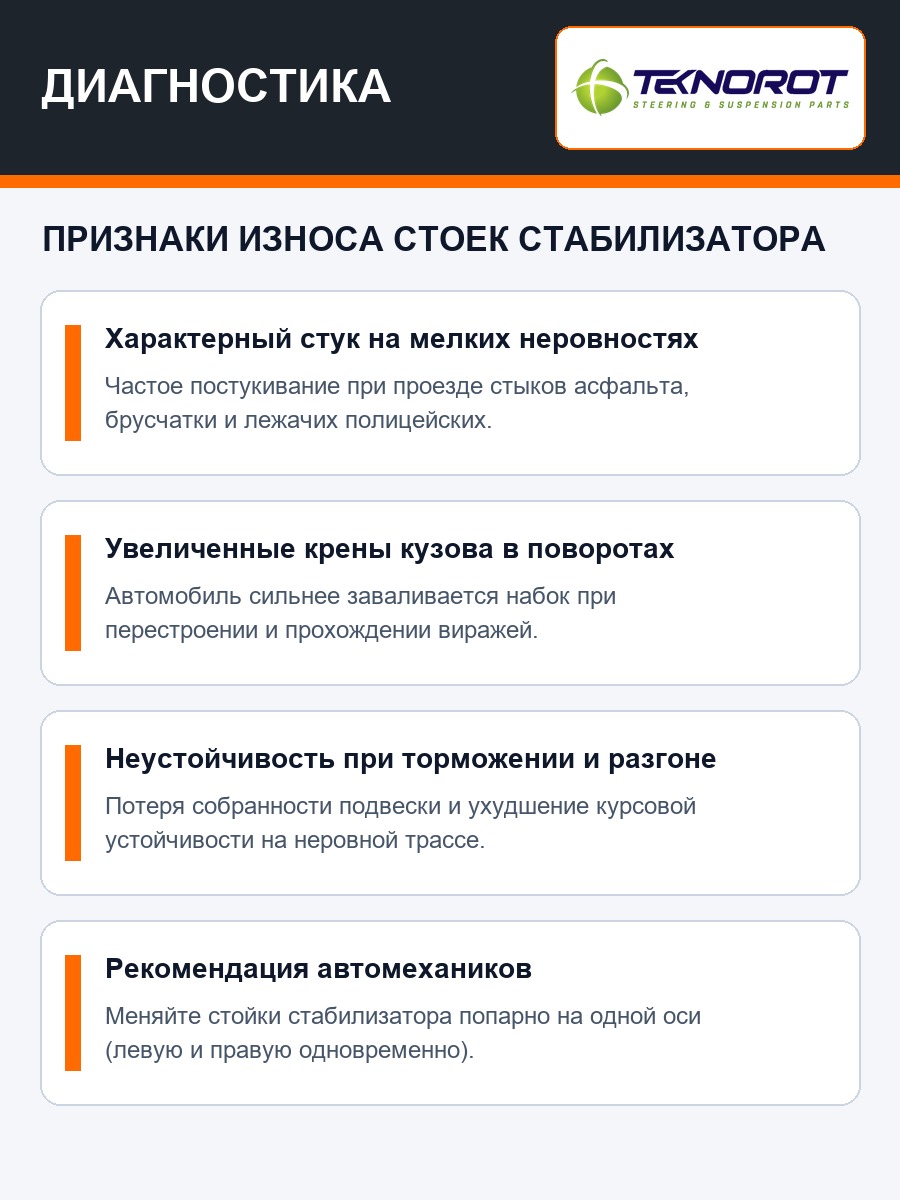 ДИАГНОСТИКА
TEKNOROT
STEERING & SUSPENSION PARTS
ПРИЗНАКИ ИЗНОСА СТОЕК СТАБИЛИЗАТОРА
Характерный стук на мелких неровностях
Частое постукивание при проезде стыков асфальта,
брусчатки и лежачих полицейских.
Увеличенные крены кузова в поворотах
Автомобиль сильнее заваливается набок при
перестроении и прохождении виражей.
Неустойчивость при торможении и разгоне
Потеря собранности подвески и ухудшение курсовой
устойчивости на неровной трассе.
Рекомендация автомехаников
Меняйте стойки стабилизатора попарно на одной оси
(левую и правую одновременно).